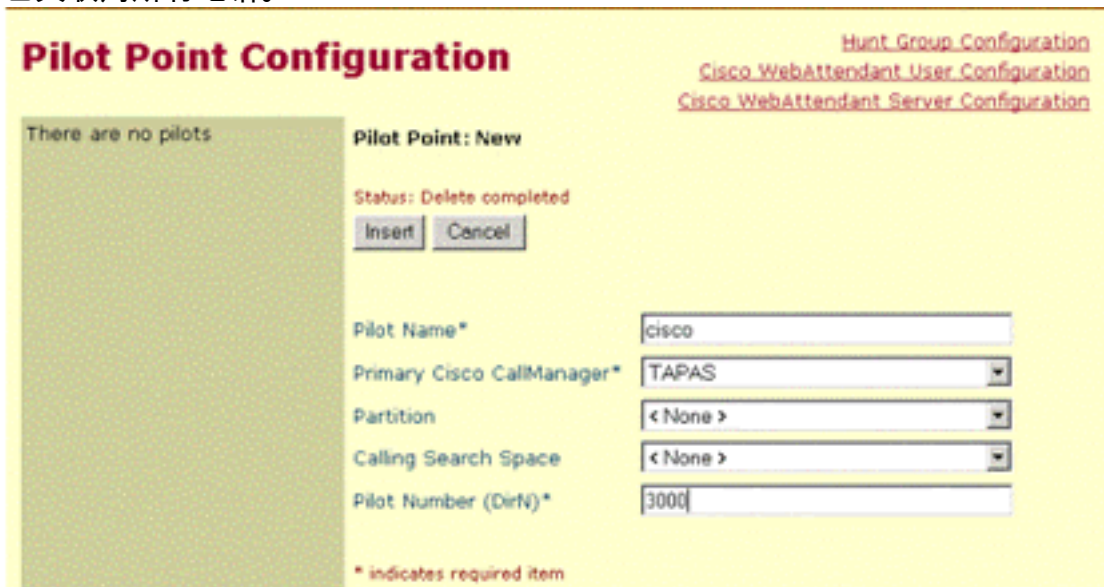 Pilot Point Configuration
Hunt Group Configuration
Cisco WebAttendant User Configuration
Cisco WebAttendant Server Configuration
There are no pilots
Pilot Point: New
Status: Delete completed
Insert Cancel
Pilot Name* cisco
Primary Cisco CallManager* TAPAS
Partition < None >
Calling Search Space < None >
Pilot Number (DirN)* 3000
* indicates required item